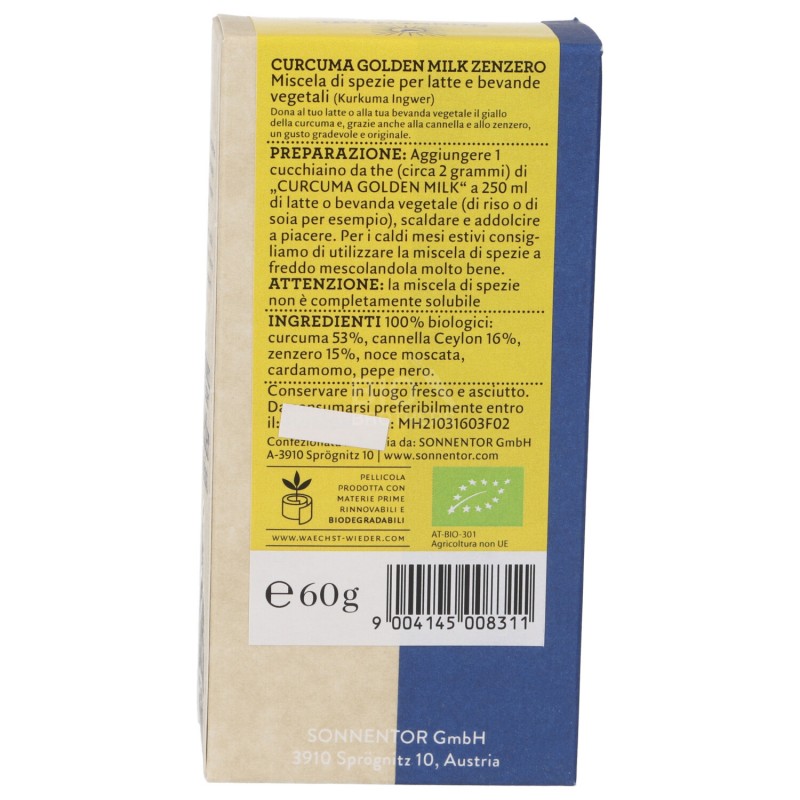 CURCUMA GOLDEN MILK ZENZERO
Miscela di spezie per latte e bevande
vegetali (Kurkuma Ingwer)
Dona al tuo latte o alla tua bevanda vegetale il giallo
della curcuma e, grazie anche alla cannella e allo zenzero,
un gusto gradevole e originale.
PREPARAZIONE: Aggiungere 1
cucchiaino da the (circa 2 grammi) di
„CURCUMA GOLDEN MILK“ a 250 ml
di latte o bevanda vegetale (di riso o di
soia per esempio), scaldare e addolcire
a piacere. Per i caldi mesi estivi consig-
liamo di utilizzare la miscela di spezie a
freddo mescolandola molto bene.
ATTENZIONE: la miscela di spezie
non è completamente solubile
INGREDIENTI 100% biologici:
curcuma 53%, cannella Ceylon 16%,
zenzero 15%, noce moscata,
cardamomo, pepe nero.
Conservare in luogo fresco e asciutto.
Da consumarsi preferibilmente entro
il: : MH21031603F02
da: SONNENTOR GmbH
A-3910 Sprögnitz 10 | www.sonnentor.com
PELLICOLA
PRODOTTA CON
MATERIE PRIME
RINNOVABILI E
BIODEGRADABILI
WWW.WAECHST-WIEDER.COM
AT-BIO-301
Agricoltura non UE
℮60g
9 004145 008311
SONNENTOR GmbH
3910 Sprögnitz 10, Austria